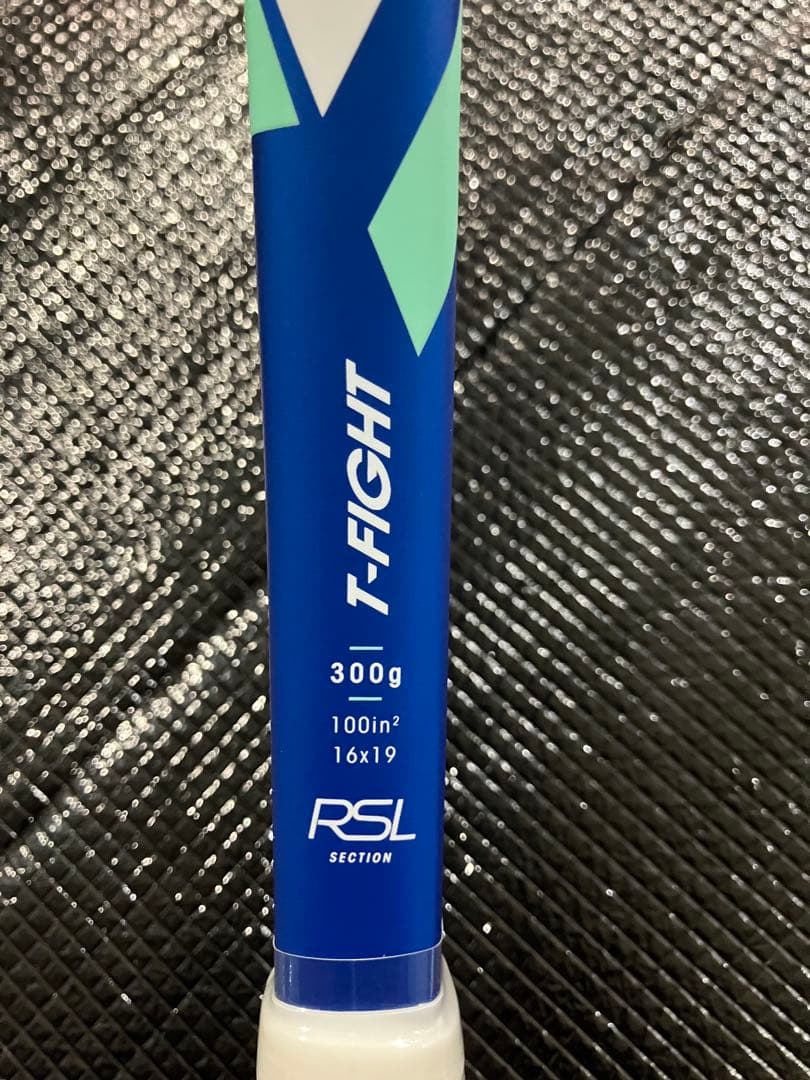 T-FIGHT
300g
100in²
16x19
RSL
SECTION